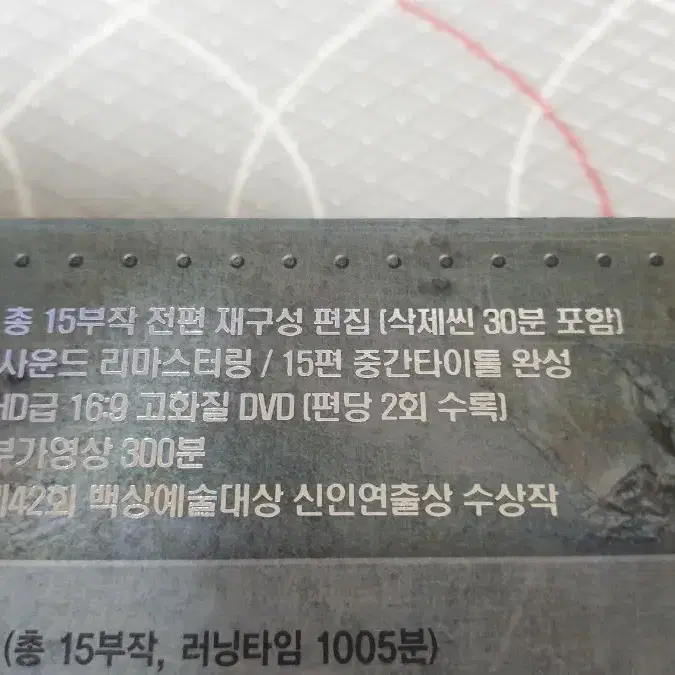 총 15부작 전편 재구성 편집 (삭제씬 30분 포함)
사운드 리마스터링 / 15편 중간타이틀 완성
HD급 16:9 고화질 DVD (편당 2회 수록)
부가영상 300분
제42회 백상예술대상 신인연출상 수상작
(총 15부작, 러닝타임 1005분)